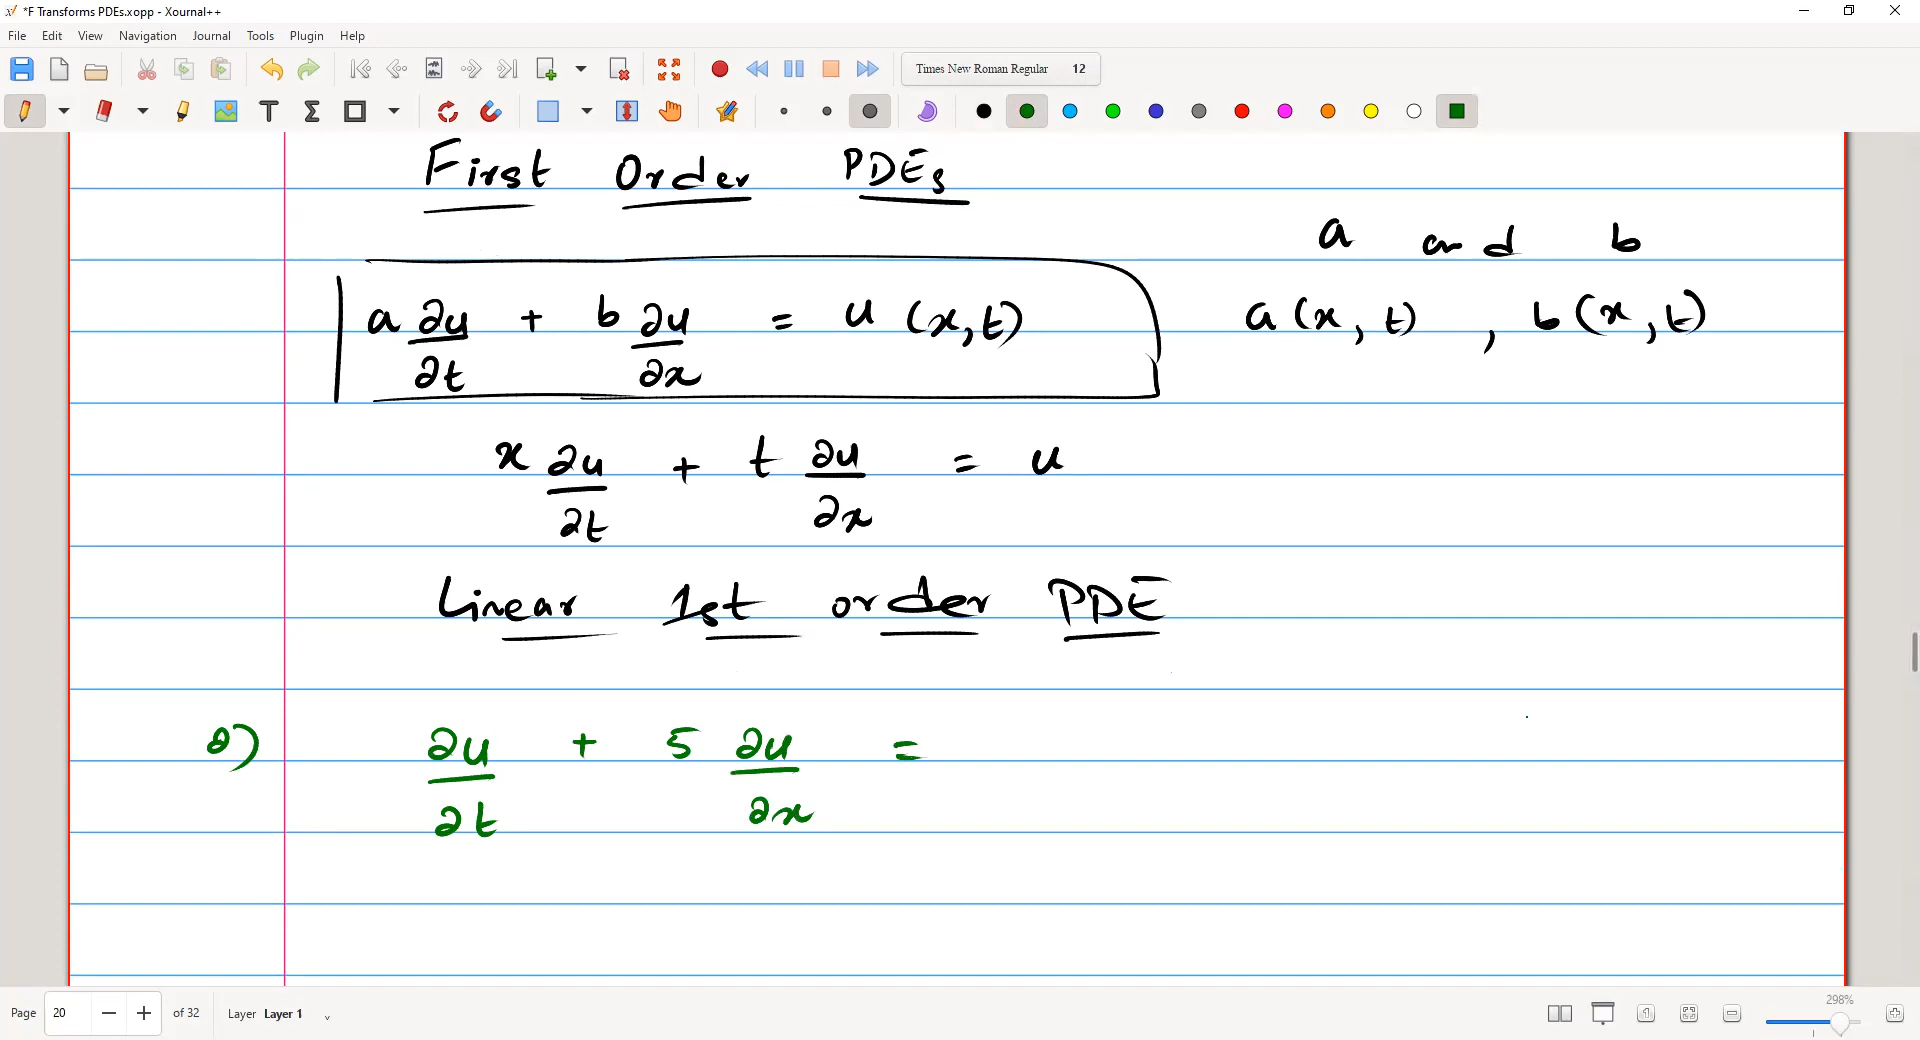 *F Transforms PDEs.xopp - Xournal++
File Edit View Navigation Journal Tools Plugin Help
Times New Roman Regular 12
First Order PDEs
a and b
a ∂u/∂t + b ∂u/∂x = u (x,t)
a(x, t) , b(x, t)
x ∂u/∂t + t ∂u/∂x = u
Linear 1st order PDE
2) ∂u/∂t + 5 ∂u/∂x =
Page 20 of 32 Layer Layer 1
298%